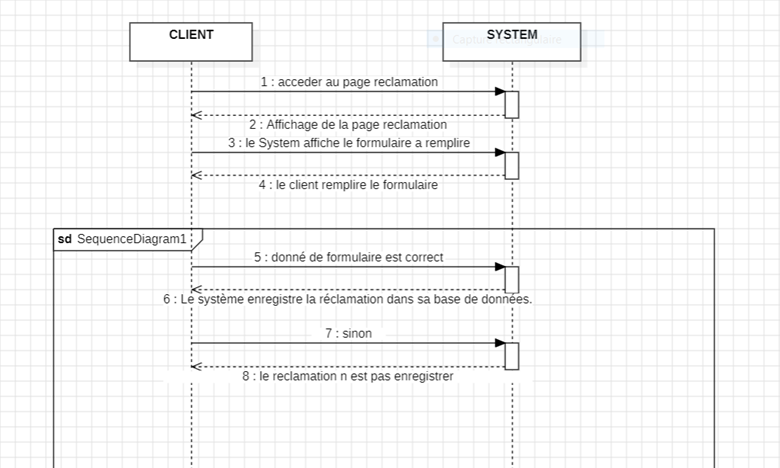 CLIENT
SYSTEM
1 : acceder au page reclamation
2 : Affichage de la page reclamation
3 : le System affiche le formulaire a remplire
4 : le client remplire le formulaire
sd SequenceDiagram1
5 : donné de formulaire est correct
6 : Le système enregistre la réclamation dans sa base de données.
7 : sinon
8 : le reclamation n est pas enregistrer